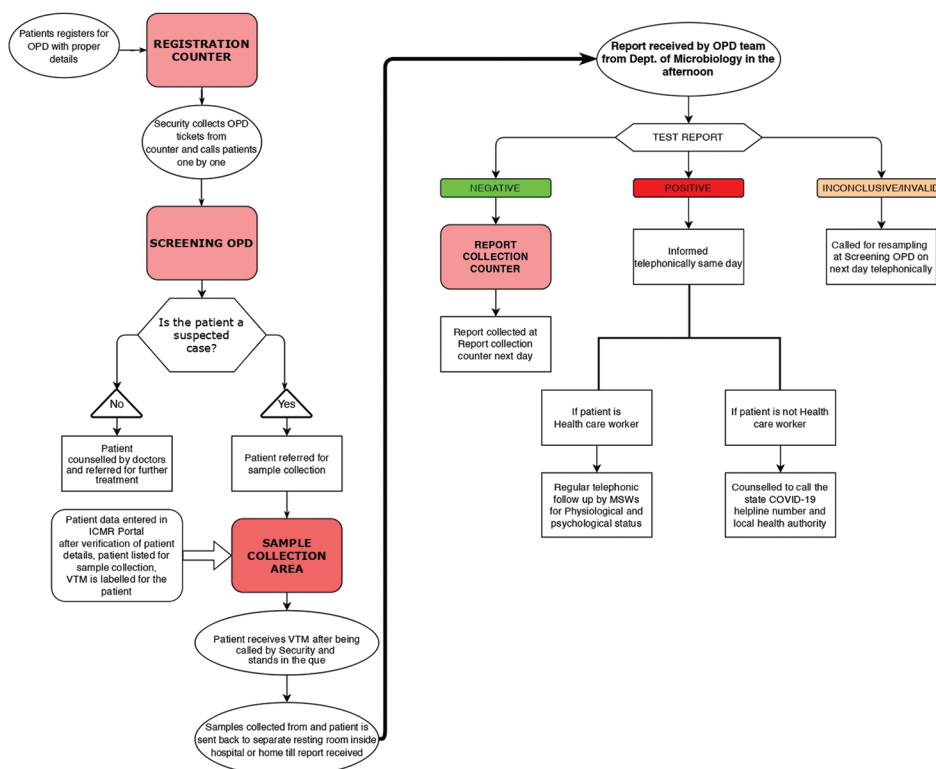 Patients registers for
OPD with proper
details
REGISTRATION
COUNTER
Security collects OPD
tickets from
counter and calls patients
one by one
SCREENING OPD
Is the patient a
suspected
case?
No
Yes
Patient
counselled by doctors
and referred for further
treatment
Patient referred for
sample collection
Patient data entered in
ICMR Portal
after verification of patient
details, patient listed for
sample collection,
VTM is labelled for the
patient
SAMPLE
COLLECTION
AREA
Patient receives VTM after being
called by Security and
stands in the que
Samples collected from and patient is
sent back to separate resting room inside
hospital or home till report received
Report received by OPD team
from Dept. of Microbiology in the
afternoon
TEST REPORT
NEGATIVE
POSITIVE
INCONCLUSIVE/INVALID
REPORT
COLLECTION
COUNTER
Informed
telephonically same day
Called for resampling
at Screening OPD on
next day telephonically
Report collected at
Report collection
counter next day
If patient is
Health care worker
If patient is not Health
care worker
Regular telephonic
follow up by MSWs
for Physiological and
psychological status
Counselled to call the
state COVID-19
helpline number and
local health authority